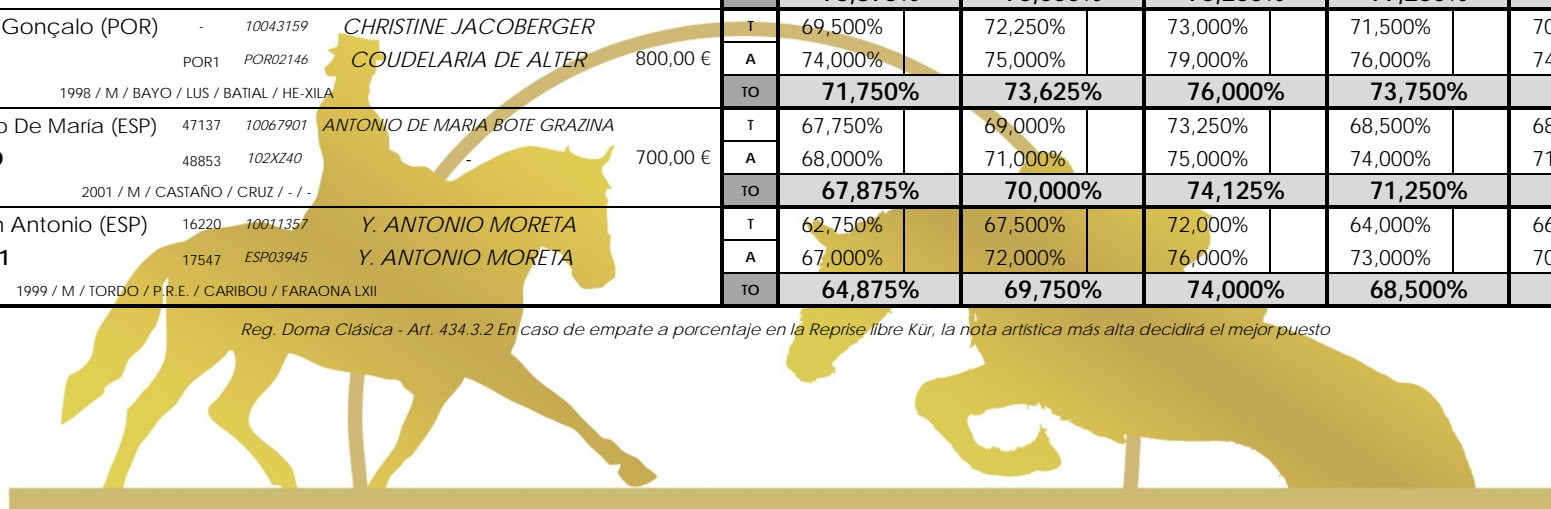 Gonçalo (POR) - 10043159 CHRISTINE JACOBERGER T 69,500% 72,250% 73,000% 71,500% 70
POR1 POR02146 COUDELARIA DE ALTER 800,00 € A 74,000% 75,000% 79,000% 76,000% 74
1998 / M / BAYO / LUS / BATIAL / HE-XILA TO 71,750% 73,625% 76,000% 73,750%
De María (ESP) 47137 10067901 ANTONIO DE MARIA BOTE GRAZINA T 67,750% 69,000% 73,250% 68,500% 68
48853 102XZ40 - 700,00 € A 68,000% 71,000% 75,000% 74,000% 71
2001 / M / CASTAÑO / CRUZ / - / - TO 67,875% 70,000% 74,125% 71,250%
Antonio (ESP) 16220 10011357 Y. ANTONIO MORETA T 62,750% 67,500% 72,000% 64,000% 66
1 17547 ESP03945 Y. ANTONIO MORETA A 67,000% 72,000% 76,000% 73,000% 70
1999 / M / TORDO / P.R.E. / CARIBOU / FARAONA LXII TO 64,875% 69,750% 74,000% 68,500%
Reg. Doma Clásica - Art. 434.3.2 En caso de empate a porcentaje en la Reprise libre Kür, la nota artística más alta decidirá el mejor puesto